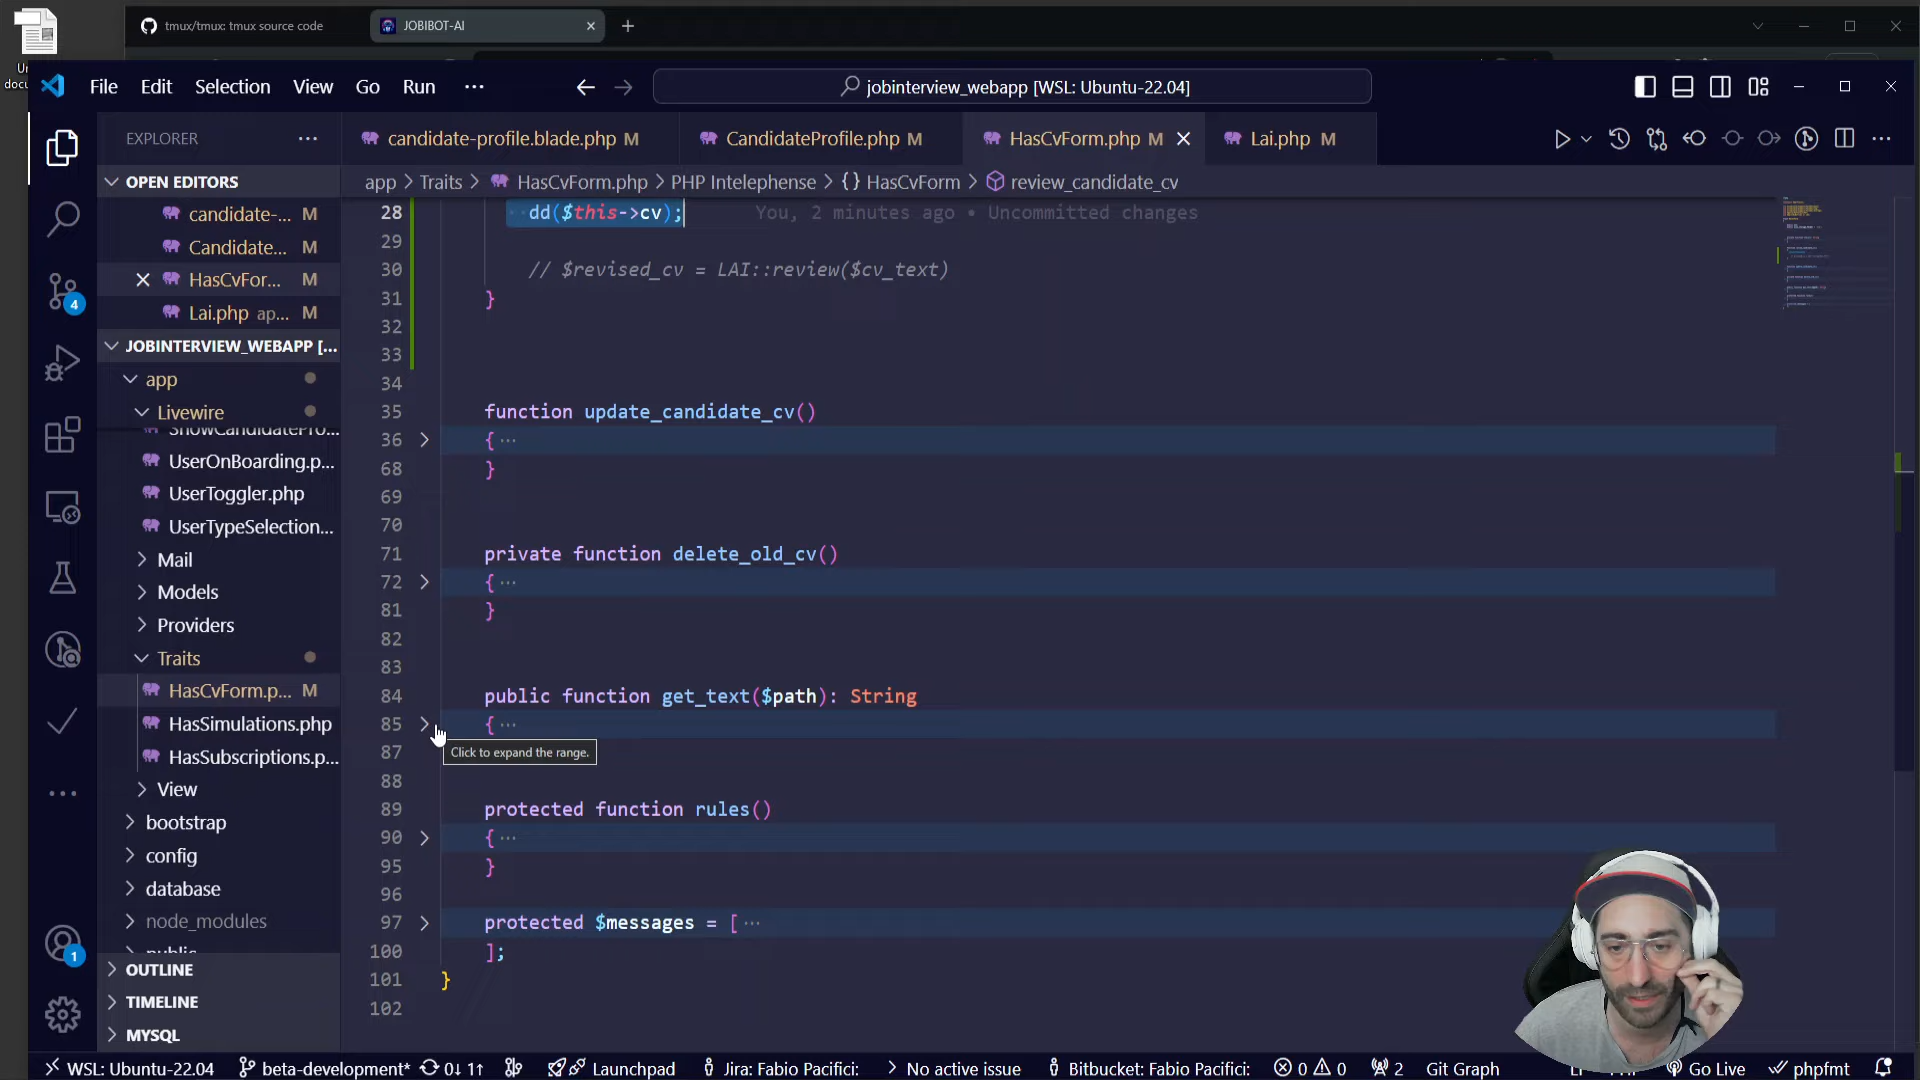 tmux/tmux: tmux source code
JOBIBOT-AI
File Edit Selection View Go Run
jobinterview_webapp [WSL: Ubuntu-22.04]
EXPLORER
candidate-profile.blade.php M
CandidateProfile.php M
HasCvForm.php M
Lai.php M
app > Traits > HasCvForm.php > PHP Intelephense > {} HasCvForm > review_candidate_cv
OPEN EDITORS
candidate-... M
Candidate... M
HasCvFor... M
Lai.php ap... M
JOBINTERVIEW_WEBAPP [...
app
Livewire
ShowCandidatePro...
UserOnBoarding.p...
UserToggler.php
UserTypeSelection...
Mail
Models
Providers
Traits
HasCvForm.p... M
HasSimulations.php
HasSubscriptions.p...
View
bootstrap
config
database
node_modules
public
OUTLINE
TIMELINE
MYSQL
4
1
28 dd($this->cv); You, 2 minutes ago • Uncommitted changes
29
30 // $revised_cv = LAI::review($cv_text)
31 }
32
33
34
35 function update_candidate_cv()
36 { ...
68 }
69
70
71 private function delete_old_cv()
72 { ...
81 }
82
83
84 public function get_text($path): String
85 { ...
Click to expand the range.
87
88
89 protected function rules()
90 { ...
95 }
96
97 protected $messages = [ ...
100 ];
101 }
102
WSL: Ubuntu-22.04 beta-development* 0↓ 1↑ Launchpad Jira: Fabio Pacifici: No active issue Bitbucket: Fabio Pacifici: 0 0 2 Git Graph Go Live phpfmt